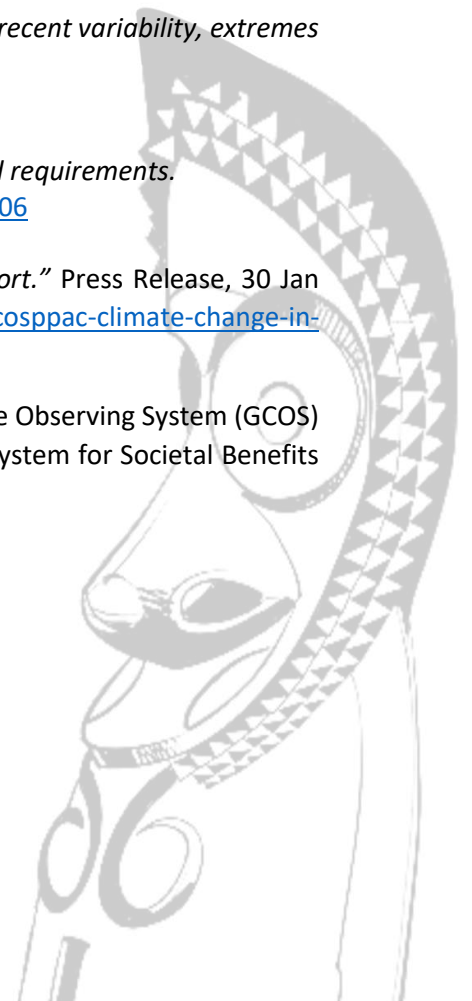 recent variability, extremes
l requirements.
06
ort.” Press Release, 30 Jan
cosppac-climate-change-in-
e Observing System (GCOS)
ystem for Societal Benefits